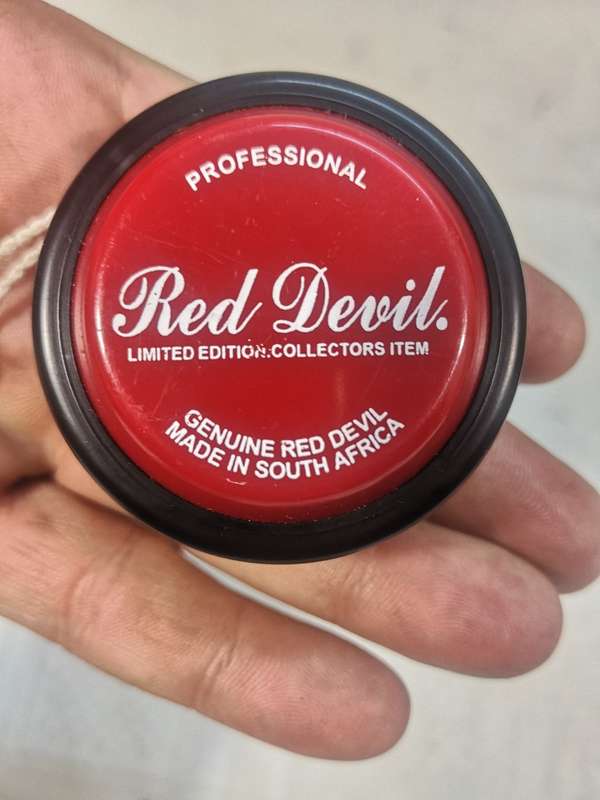 PROFESSIONAL
Red Devil.
LIMITED EDITION.COLLECTORS ITEM
GENUINE RED DEVIL
MADE IN SOUTH AFRICA